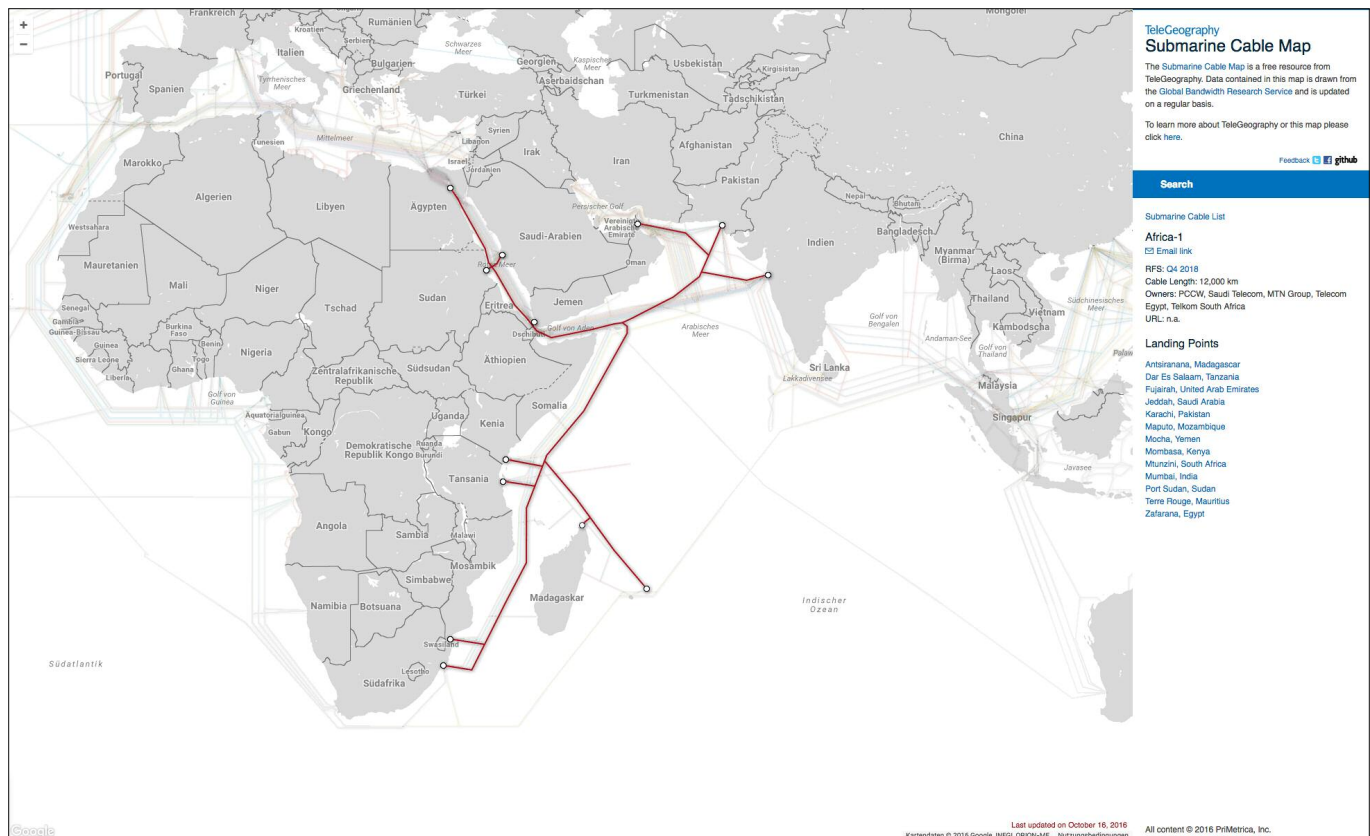 +
−
Frankreich
Kroatien
Rumänien
Serbien
Italien
Bulgarien
Schwarzes
Meer
Georgien
Kaspisches
Meer
Aserbaidschan
Usbekistan
Kirgisistan
Mongolei
Portugal
Spanien
Tyrrhenisches
Meer
Griechenland
Türkei
Turkmenistan
Tadschikistan
China
Mittelmeer
Tunesien
Syrien
Libanon
Israel
Jordanien
Irak
Iran
Afghanistan
Pakistan
Marokko
Algerien
Libyen
Ägypten
Persischer Golf
Vereinigte
Arabische
Emirate
Nepal
Bhutan
Westsahara
Saudi-Arabien
Oman
Indien
Bangladesch
Myanmar
(Birma)
Laos
Mauretanien
Mali
Niger
Tschad
Sudan
Eritrea
Jemen
Thailand
Vietnam
Südchinesisches
Meer
Senegal
Gambia
Guinea-Bissau
Burkina
Faso
Guinea
Benin
Sierra Leone
Togo
Ghana
Liberia
Nigeria
Dschibuti
Golf von Aden
Arabisches
Meer
Golf von
Bengalen
Andaman-See
Kambodscha
Golf von
Thailand
Zentralafrikanische
Republik
Südsudan
Äthiopien
Sri Lanka
Lakkadivensee
Malaysia
Golf von
Guinea
Äquatorialguinea
Somalia
Uganda
Kenia
Singapur
Gabun
Kongo
Demokratische
Republik Kongo
Ruanda
Burundi
Tansania
Javasee
Angola
Sambia
Malawi
Mosambik
Simbabwe
Madagaskar
Namibia
Botsuana
Indischer
Ozean
Swasiland
Lesotho
Südafrika
Südatlantik
Google
Last updated on October 16, 2016
Kartendaten © 2016 Google, INEGI, ORION-ME
Nutzungsbedingungen
TeleGeography
Submarine Cable Map
The Submarine Cable Map is a free resource from
TeleGeography. Data contained in this map is drawn from
the Global Bandwidth Research Service and is updated
on a regular basis.
To learn more about TeleGeography or this map please
click here.
Feedback github
Search
Submarine Cable List
Africa-1
Email link
RFS: Q4 2018
Cable Length: 12,000 km
Owners: PCCW, Saudi Telecom, MTN Group, Telecom
Egypt, Telkom South Africa
URL: n.a.
Landing Points
Antsiranana, Madagascar
Dar Es Salaam, Tanzania
Fujairah, United Arab Emirates
Jeddah, Saudi Arabia
Karachi, Pakistan
Maputo, Mozambique
Mocha, Yemen
Mombasa, Kenya
Mtunzini, South Africa
Mumbai, India
Port Sudan, Sudan
Terre Rouge, Mauritius
Zafarana, Egypt
All content © 2016 PriMetrica, Inc.